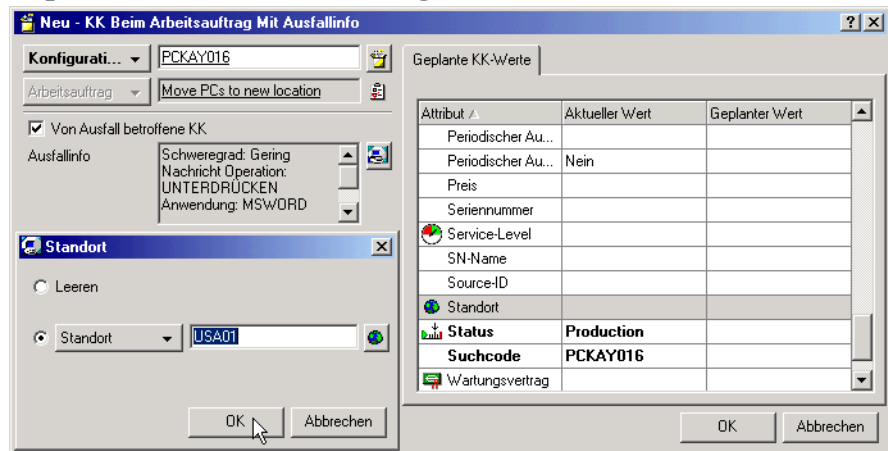 Neu - KK Beim Arbeitsauftrag Mit Ausfallinfo
Konfigurati...
PCKAY016
Arbeitsauftrag
Move PCs to new location
Von Ausfall betroffene KK
Ausfallinfo
Schweregrad: Gering
Nachricht Operation:
UNTERDRÜCKEN
Anwendung: MSWORD
Standort
Leeren
Standort
USA01
OK
Abbrechen
Geplante KK-Werte
Attribut Aktueller Wert Geplanter Wert
Periodischer Au...
Periodischer Au... Nein
Preis
Seriennummer
Service-Level
SN-Name
Source-ID
Standort
Status Production
Suchcode PCKAY016
Wartungsvertrag
OK
Abbrechen